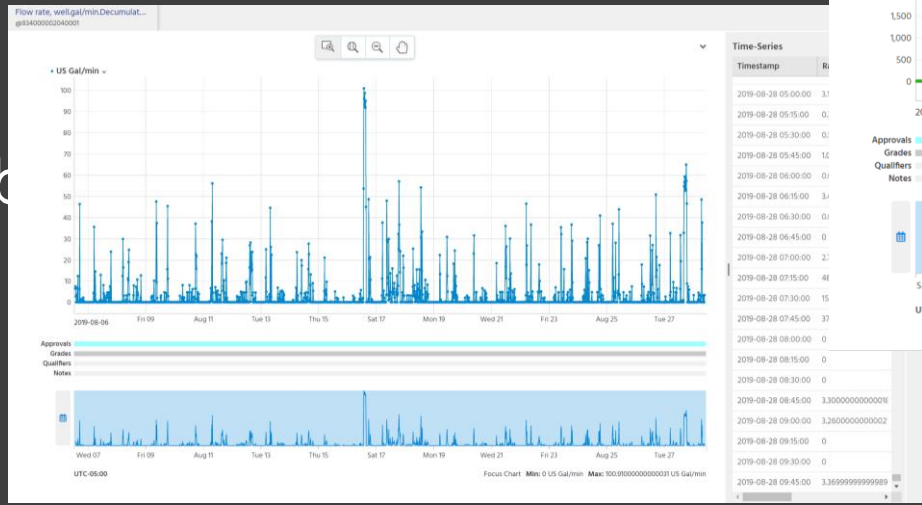 Flow rate, well.gal/min.Decumulat...
@934000002040001
US Gal/min
100
90
80
70
60
50
40
30
20
10
0
2019-08-06
Fri 09
Aug 11
Tue 13
Thu 15
Sat 17
Mon 19
Wed 21
Fri 23
Aug 25
Tue 27
Approvals
Grades
Qualifiers
Notes
Wed 07
Fri 09
Aug 11
Tue 13
Thu 15
Sat 17
Mon 19
Wed 21
Fri 23
Aug 25
Tue 27
UTC-05:00
Focus Chart Min: 0 US Gal/min Max: 100.91000000000031 US Gal/min
Time-Series
Timestamp
2019-08-28 05:00:00
2019-08-28 05:15:00
2019-08-28 05:30:00
2019-08-28 05:45:00
2019-08-28 06:00:00
2019-08-28 06:15:00
2019-08-28 06:30:00
2019-08-28 06:45:00 0
2019-08-28 07:00:00
2019-08-28 07:15:00
2019-08-28 07:30:00
2019-08-28 07:45:00
2019-08-28 08:00:00 0
2019-08-28 08:15:00 0
2019-08-28 08:30:00 0
2019-08-28 08:45:00
2019-08-28 09:00:00 3.2600000000002
2019-08-28 09:15:00 0
2019-08-28 09:30:00 0
2019-08-28 09:45:00 3.36999999999989
1,500
1,000
500
0
Approvals
Grades
Qualifiers
Notes